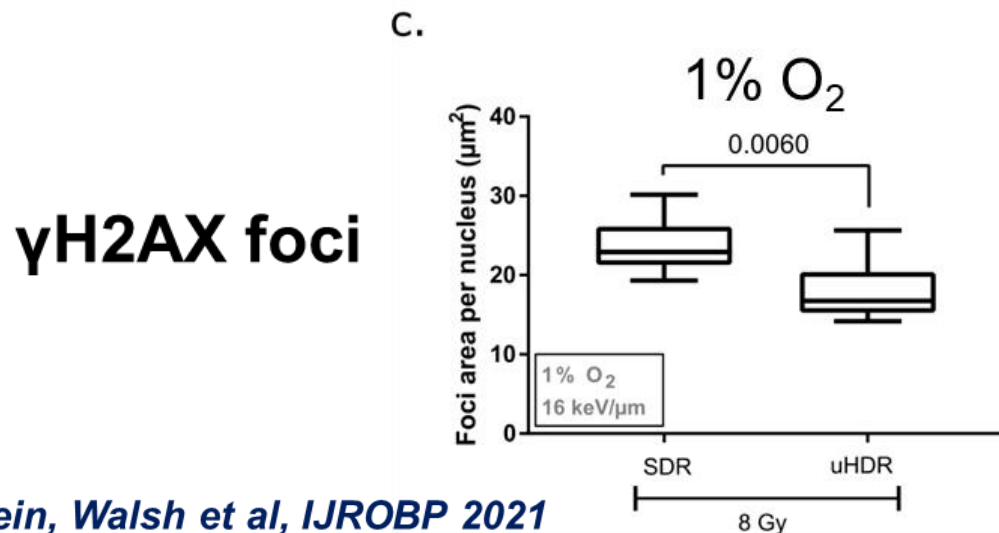 c.
1% O₂
Foci area per nucleus (µm²)
40
30
20
10
0
0.0060
γH2AX foci
1% O₂
16 keV/µm
SDR
uHDR
8 Gy
Walsh et al, IJROBP 2021